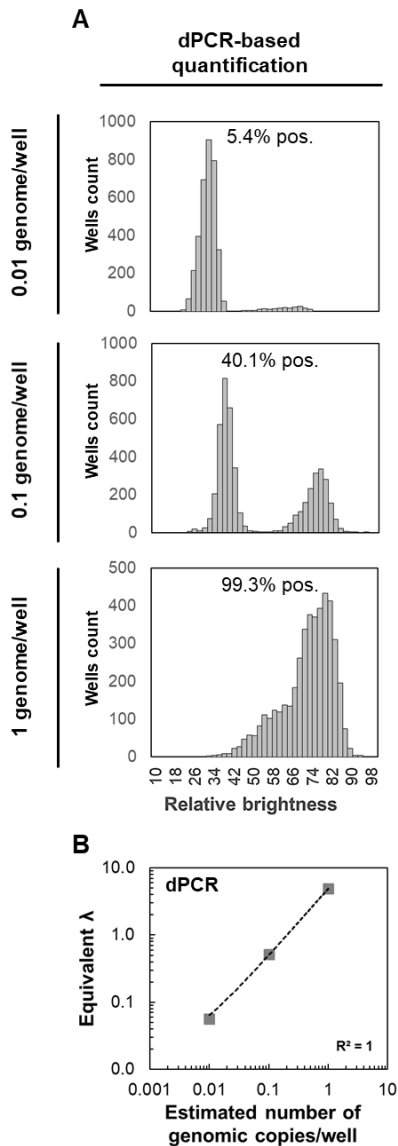 A
dPCR-based
quantification
0.01 genome/well
Wells count
1000
800
600
400
200
0
5.4% pos.
0.1 genome/well
Wells count
1000
800
600
400
200
0
40.1% pos.
1 genome/well
Wells count
500
400
300
200
100
0
99.3% pos.
10 18 26 34 42 50 58 66 74 82 90 98
Relative brightness
B
dPCR
Equivalent λ
10.0
1.0
0.1
0.0
R² = 1
0.001 0.01 0.1 1 10
Estimated number of
genomic copies/well